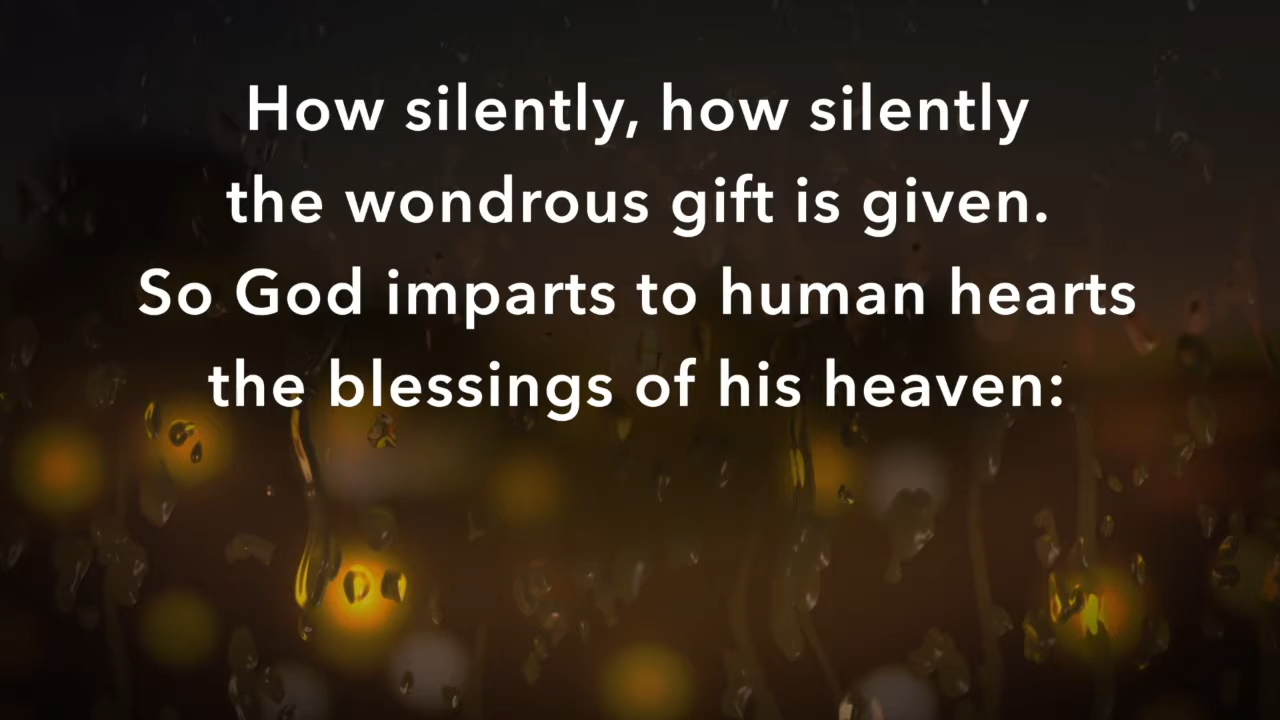 How silently, how silently
the wondrous gift is given.
So God imparts to human hearts
the blessings of his heaven: